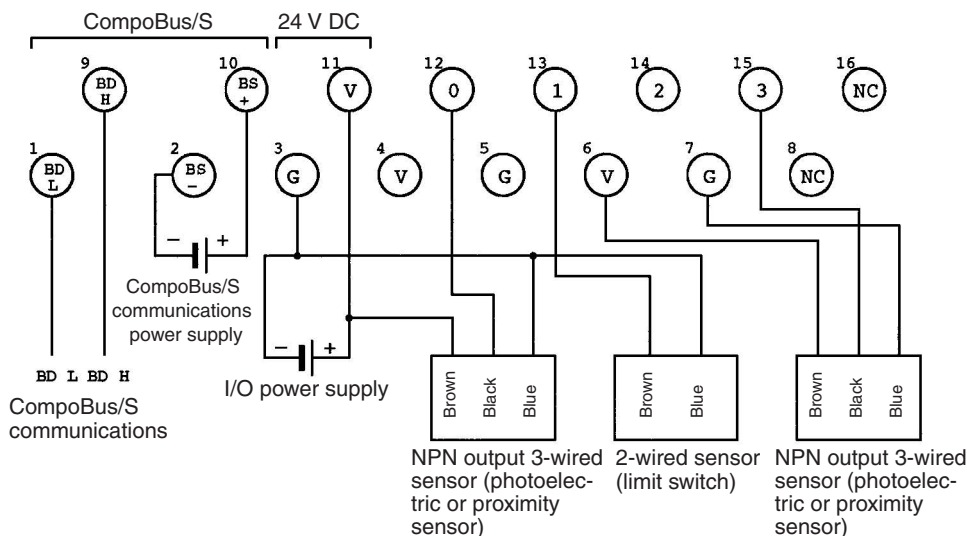 CompoBus/S 24 V DC
9 10 11 12 13 14 15 16
BD H BS + V 0 1 2 3 NC
1 2 3 4 5 6 7 8
BD L BS − G V G V G NC
− +
CompoBus/S
communications
power supply
− +
I/O power supply
BD L BD H
CompoBus/S
communications
Brown Black Blue
Brown Blue
Brown Black Blue
NPN output 3-wired
sensor (photoelec-
tric or proximity
sensor)
2-wired sensor
(limit switch)
NPN output 3-wired
sensor (photoelec-
tric or proximity
sensor)